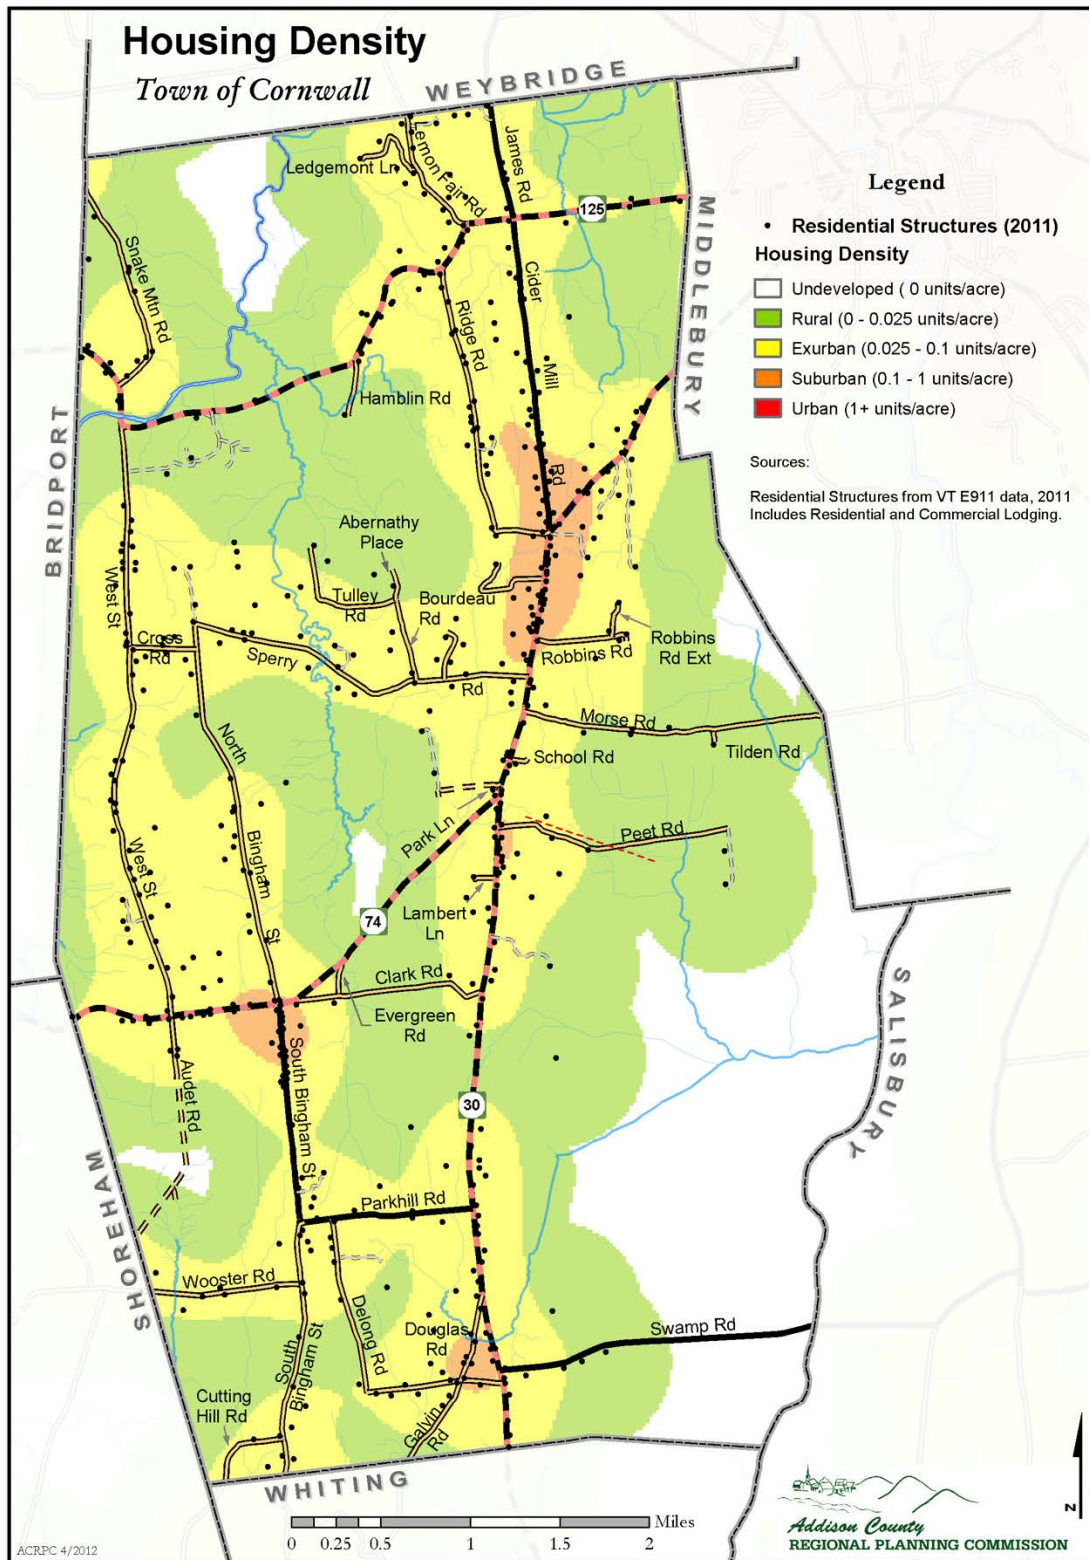 Housing Density
Town of Cornwall
WEYBRIDGE
Ledgemont Ln
Lemon Fair Rd
James Rd
125
MIDDLEBURY
Legend
Residential Structures (2011)
Housing Density
Undeveloped ( 0 units/acre)
Rural (0 - 0.025 units/acre)
Exurban (0.025 - 0.1 units/acre)
Suburban (0.1 - 1 units/acre)
Urban (1+ units/acre)
Sources:
Residential Structures from VT E911 data, 2011
Includes Residential and Commercial Lodging.
Snake Mtn Rd
Cider
Mill
Rd
Ridge Rd
Hamblin Rd
BRIDPORT
Abernathy
Place
Tulley
Rd
Bourdeau
Rd
West St
Cross
Rd
Sperry
Rd
Robbins Rd
Robbins
Rd Ext
North
Bingham
St
Morse Rd
Tilden Rd
School Rd
Park Ln
Peet Rd
West St
74
Lambert
Ln
Clark Rd
Evergreen
Rd
SALISBURY
Audet Rd
South Bingham St
30
SHOREHAM
Parkhill Rd
Wooster Rd
Delong Rd
Douglas
Rd
Swamp Rd
South
Bingham St
Cutting
Hill Rd
Galvin
Rd
WHITING
Miles
0 0.25 0.5 1 1.5 2
N
Addison County
REGIONAL PLANNING COMMISSION
ACRPC 4/2012